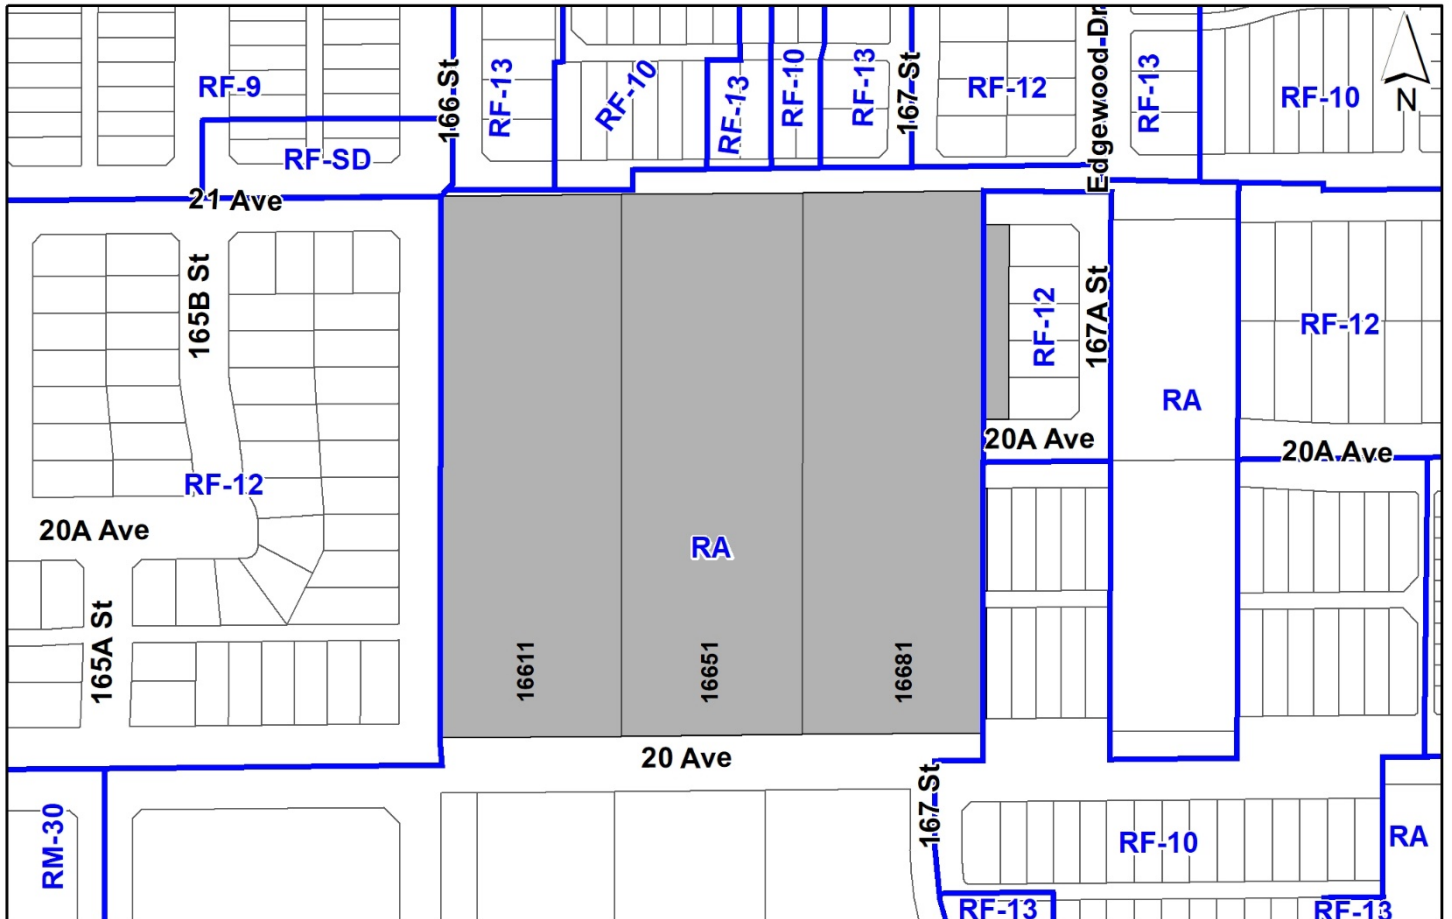 RF-9
166 St
RF-13
RF-10
RF-13
RF-10
RF-13
167 St
RF-12
Edgewood Dr
RF-13
RF-10
N
RF-SD
21 Ave
165B St
RF-12
167A St
RF-12
RA
20A Ave
20A Ave
RF-12
20A Ave
RA
165A St
16611
16651
16681
20 Ave
167 St
RM-30
RF-10
RA
RF-13
RF-13